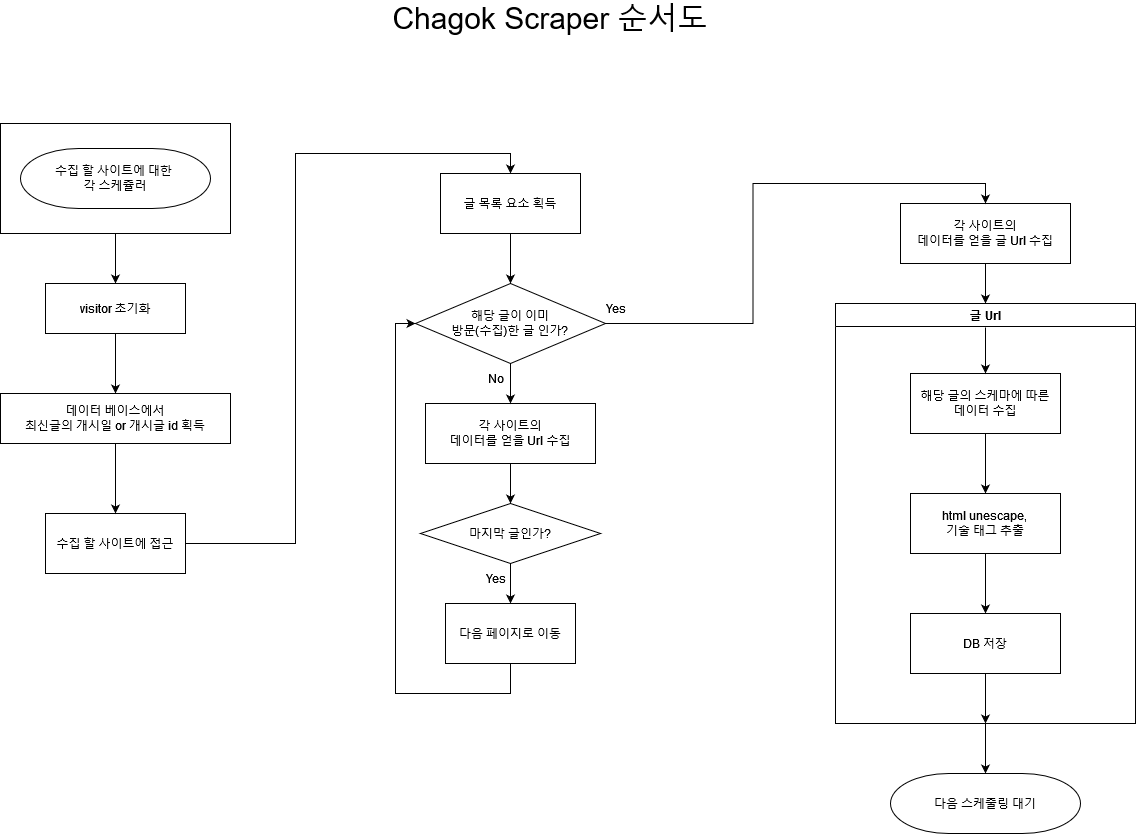 Chagok Scraper 순서도
수집 할 사이트에 대한
각 스케쥴러
visitor 초기화
데이터 베이스에서
최신글의 개시일 or 개시글 id 획득
수집 할 사이트에 접근
글 목록 요소 획득
해당 글이 이미
방문(수집)한 글 인가?
Yes
No
각 사이트의
데이터를 얻을 Url 수집
마지막 글인가?
Yes
다음 페이지로 이동
각 사이트의
데이터를 얻을 글 Url 수집
글 Url
해당 글의 스케마에 따른
데이터 수집
html unescape,
기술 태그 추출
DB 저장
다음 스케줄링 대기